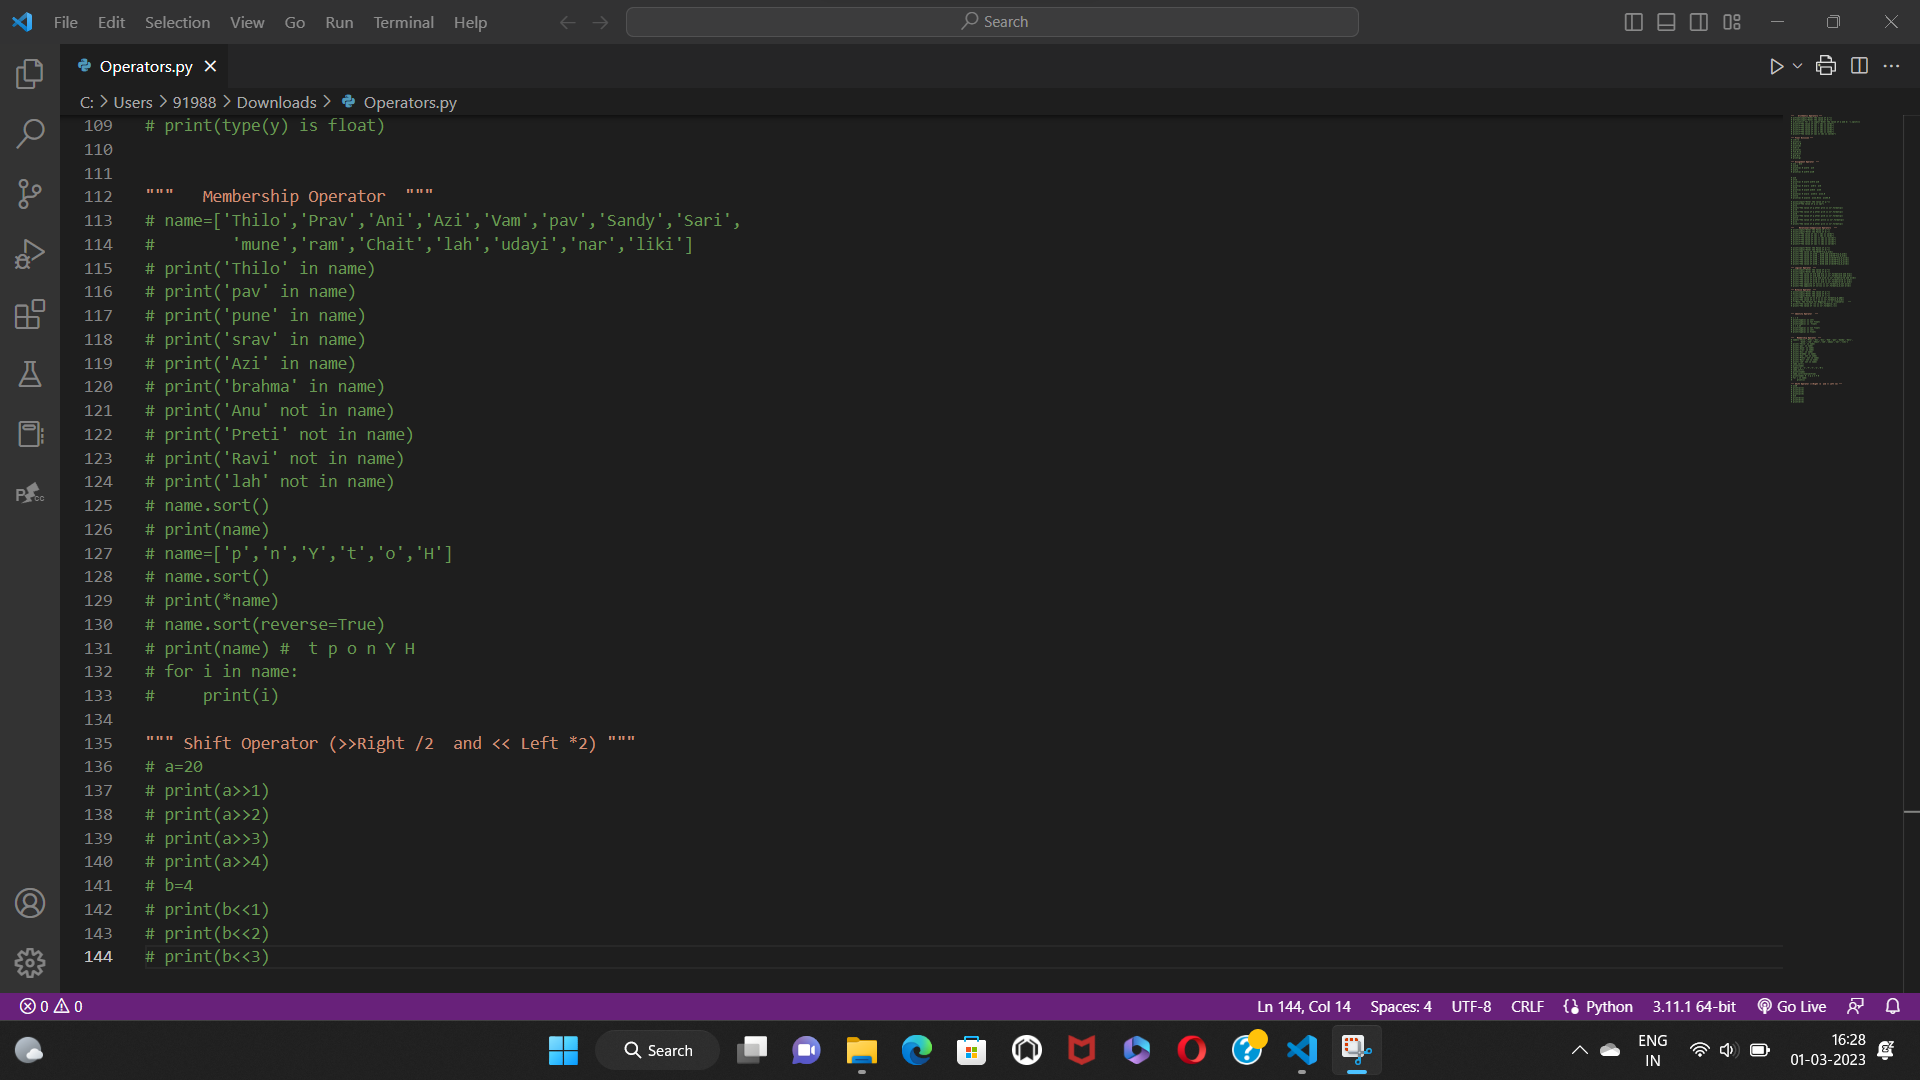 File Edit Selection View Go Run Terminal Help
Search
Operators.py
C: > Users > 91988 > Downloads > Operators.py
109 # print(type(y) is float)
110
111
112 """   Membership Operator  """
113 # name=['Thilo','Prav','Ani','Azi','Vam','pav','Sandy','Sari',
114 #        'mune','ram','Chait','lah','udayi','nar','liki']
115 # print('Thilo' in name)
116 # print('pav' in name)
117 # print('pune' in name)
118 # print('srav' in name)
119 # print('Azi' in name)
120 # print('brahma' in name)
121 # print('Anu' not in name)
122 # print('Preti' not in name)
123 # print('Ravi' not in name)
124 # print('lah' not in name)
125 # name.sort()
126 # print(name)
127 # name=['p','n','Y','t','o','H']
128 # name.sort()
129 # print(*name)
130 # name.sort(reverse=True)
131 # print(name) #  t p o n Y H
132 # for i in name:
133 #     print(i)
134
135 """ Shift Operator (>>Right /2  and << Left *2) """
136 # a=20
137 # print(a>>1)
138 # print(a>>2)
139 # print(a>>3)
140 # print(a>>4)
141 # b=4
142 # print(b<<1)
143 # print(b<<2)
144 # print(b<<3)
0 0 Ln 144, Col 14 Spaces: 4 UTF-8 CRLF Python 3.11.1 64-bit Go Live
Search
ENG
IN
16:28
01-03-2023